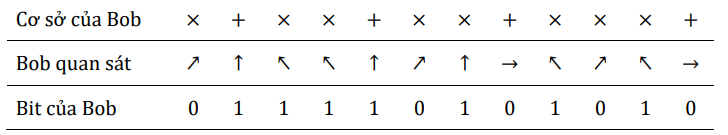 Cơ sở của Bob × + × × + × × + × × × +
Bob quan sát ↗ ↑ ↖ ↖ ↑ ↗ ↑ → ↖ ↗ ↖ →
Bit của Bob 0 1 1 1 1 0 1 0 1 0 1 0